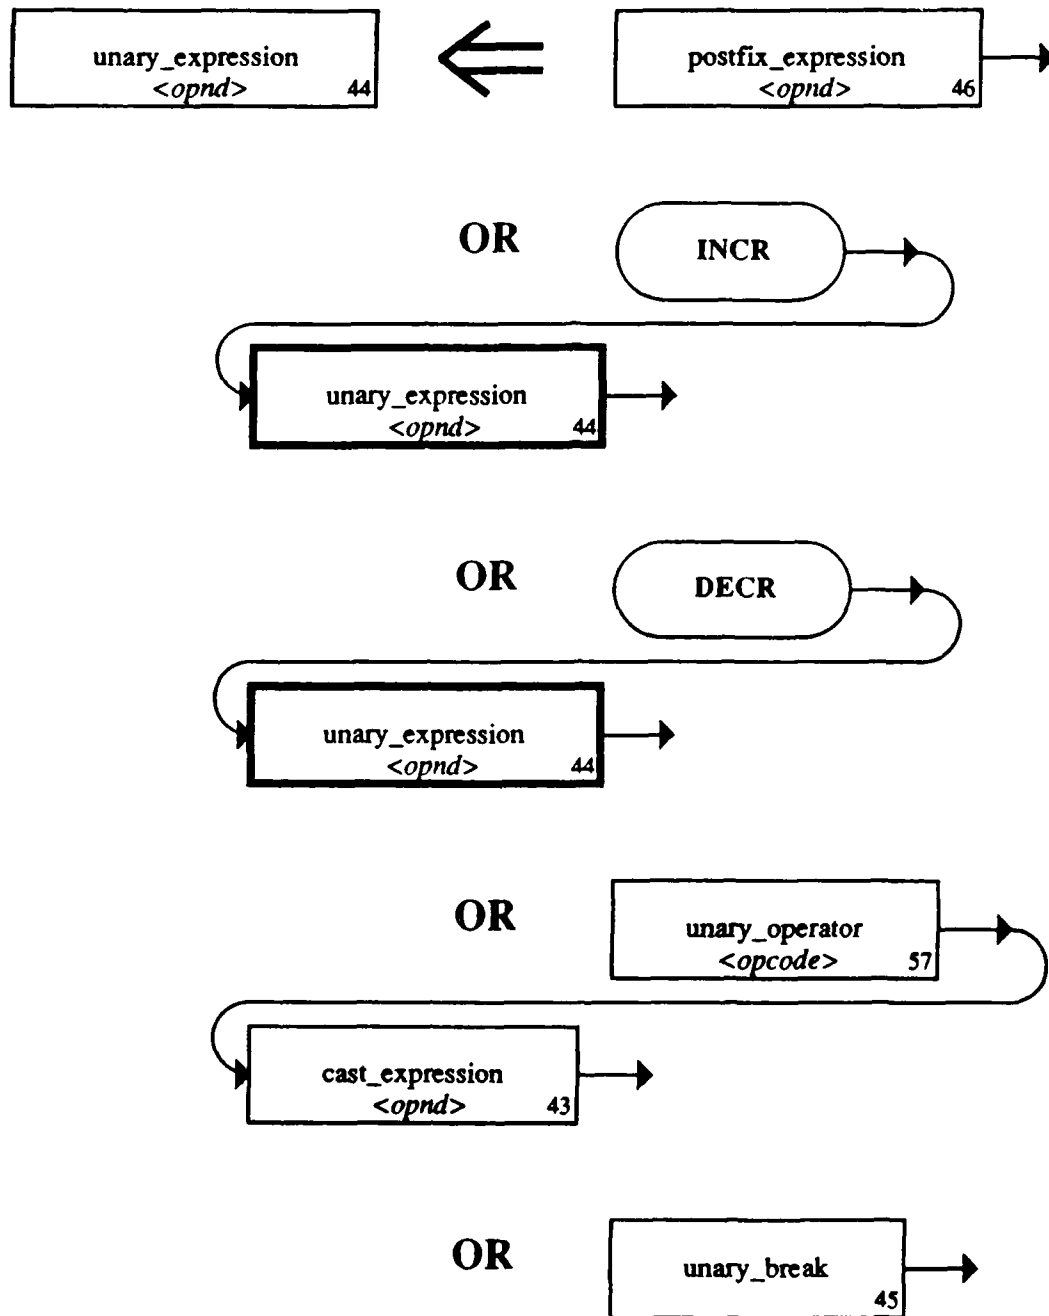 unary_expression
<opnd> 44
postfix_expression
<opnd> 46
OR
INCR
unary_expression
<opnd> 44
OR
DECR
unary_expression
<opnd> 44
OR
unary_operator
<opcode> 57
cast_expression
<opnd> 43
OR
unary_break
45